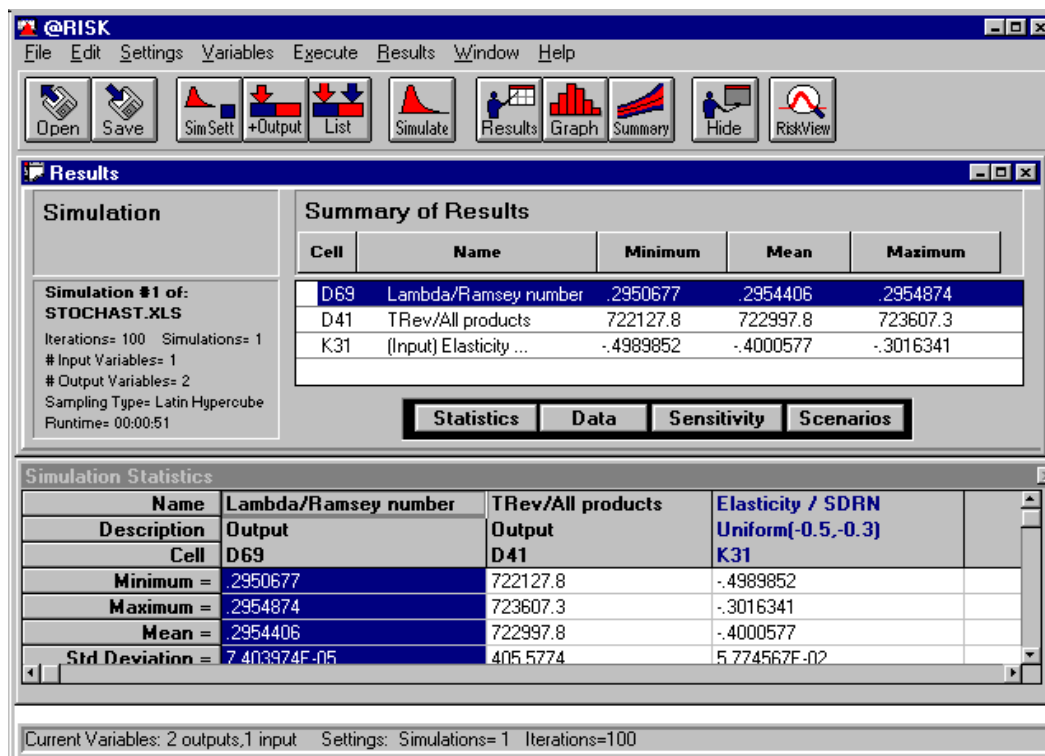 @RISK
File Edit Settings Variables Execute Results Window Help
Open Save SimSett +Output List Simulate Results Graph Summary Hide RiskView
Results
Simulation
Simulation #1 of:
STOCHAST.XLS
Iterations= 100 Simulations= 1
# Input Variables= 1
# Output Variables= 2
Sampling Type= Latin Hypercube
Runtime= 00:00:51
Summary of Results
Cell Name Minimum Mean Maximum
D69 Lambda/Ramsey number .2950677 .2954406 .2954874
D41 TRev/All products 722127.8 722997.8 723607.3
K31 (Input) Elasticity ... -.4989852 -.4000577 -.3016341
Statistics Data Sensitivity Scenarios
Simulation Statistics
Name Lambda/Ramsey number TRev/All products Elasticity / SDRN
Description Output Output Uniform(-0.5,-0.3)
Cell D69 D41 K31
Minimum = .2950677 722127.8 -.4989852
Maximum = .2954874 723607.3 -.3016341
Mean = .2954406 722997.8 -.4000577
Std Deviation = 7.403974E-05 405.5774 5.774567E-02
Current Variables: 2 outputs,1 input Settings: Simulations= 1 Iterations=100